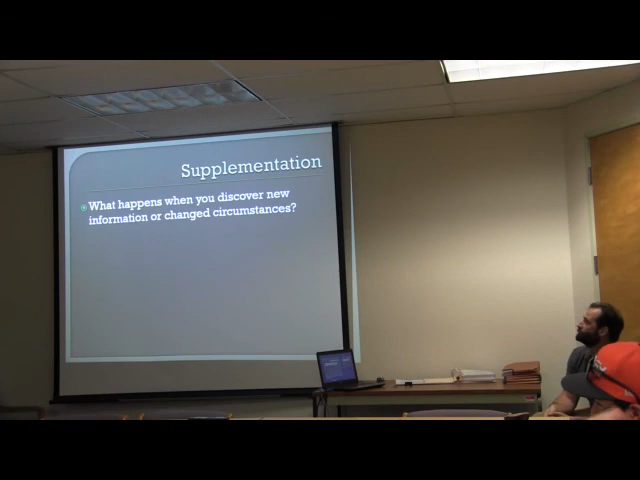 Supplementation
What happens when you discover new
information or changed circumstances?